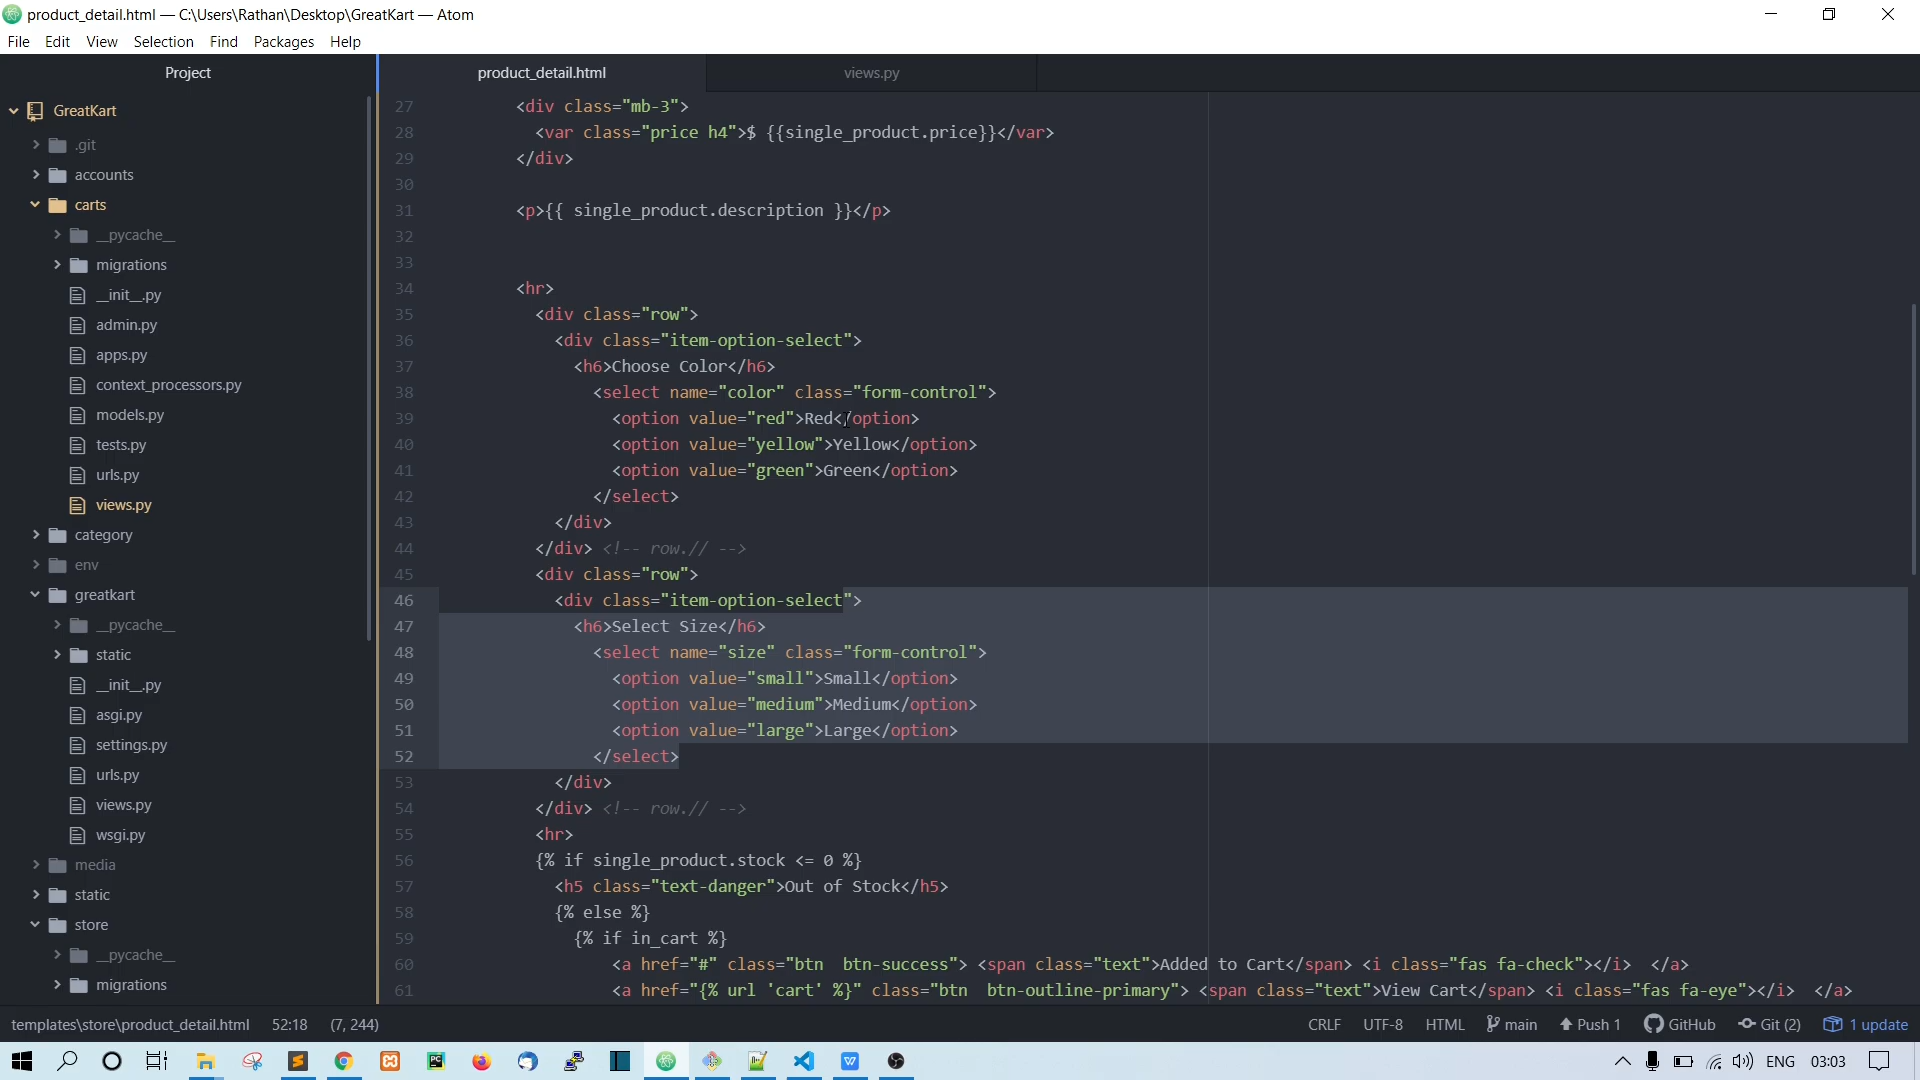 product_detail.html — C:\Users\Rathan\Desktop\GreatKart — Atom
File Edit View Selection Find Packages Help
Project
GreatKart
.git
accounts
carts
__pycache__
migrations
__init__.py
admin.py
apps.py
context_processors.py
models.py
tests.py
urls.py
views.py
category
env
greatkart
__pycache__
static
__init__.py
asgi.py
settings.py
urls.py
views.py
wsgi.py
media
static
store
__pycache__
migrations
product_detail.html views.py
27 <div class="mb-3">
28 <var class="price h4">$ {{single_product.price}}</var>
29 </div>
30
31 <p>{{ single_product.description }}</p>
32
33
34 <hr>
35 <div class="row">
36 <div class="item-option-select">
37 <h6>Choose Color</h6>
38 <select name="color" class="form-control">
39 <option value="red">Red</option>
40 <option value="yellow">Yellow</option>
41 <option value="green">Green</option>
42 </select>
43 </div>
44 </div> <!-- row.// -->
45 <div class="row">
46 <div class="item-option-select">
47 <h6>Select Size</h6>
48 <select name="size" class="form-control">
49 <option value="small">Small</option>
50 <option value="medium">Medium</option>
51 <option value="large">Large</option>
52 </select>
53 </div>
54 </div> <!-- row.// -->
55 <hr>
56 {% if single_product.stock <= 0 %}
57 <h5 class="text-danger">Out of Stock</h5>
58 {% else %}
59 {% if in_cart %}
60 <a href="#" class="btn  btn-success"> <span class="text">Added to Cart</span> <i class="fas fa-check"></i>  </a>
61 <a href="{% url 'cart' %}" class="btn  btn-outline-primary"> <span class="text">View Cart</span> <i class="fas fa-eye"></i>  </a>
templates\store\product_detail.html 52:18 (7, 244) CRLF UTF-8 HTML main Push 1 GitHub Git (2) 1 update
ENG 03:03